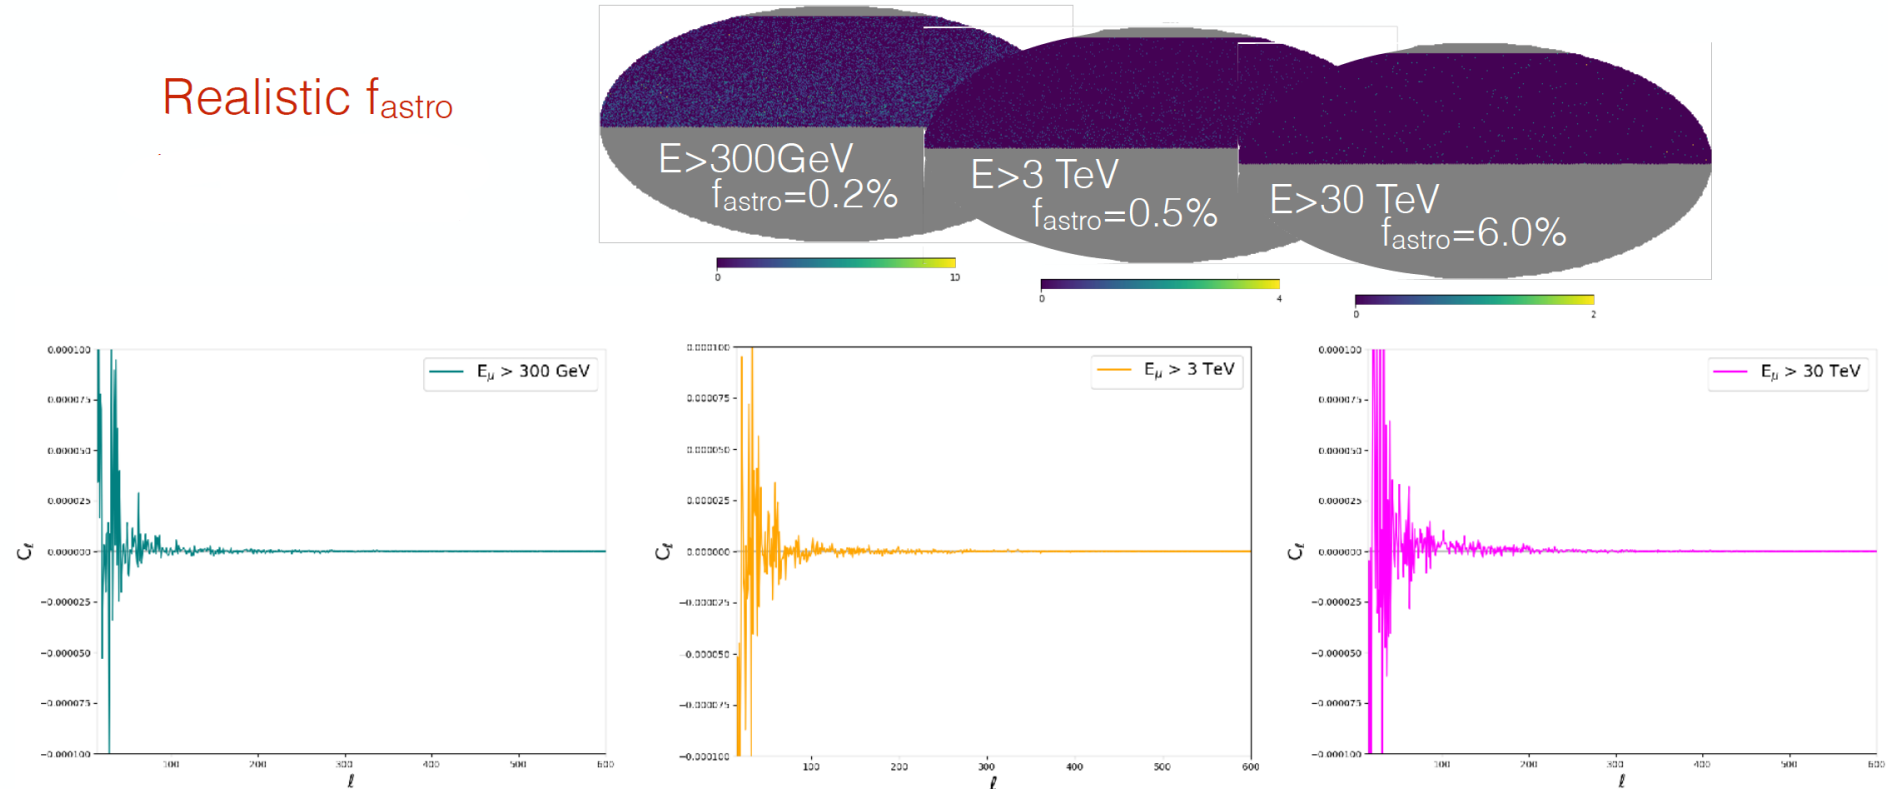 Realistic fastro
E>300GeV
fastro=0.2%
E>3 TeV
fastro=0.5%
E>30 TeV
fastro=6.0%
0 10
0 4
0 2
Eμ > 300 GeV
0.000100
0.000075
0.000050
0.000025
0.000000
−0.000025
−0.000050
−0.000075
−0.000100
Cℓ
100 200 300 400 500 600
ℓ
Eμ > 3 TeV
0.000100
0.000075
0.000050
0.000025
0.000000
−0.000025
−0.000050
−0.000075
−0.000100
Cℓ
100 200 300 400 500 600
ℓ
Eμ > 30 TeV
0.000100
0.000075
0.000050
0.000025
0.000000
−0.000025
−0.000050
−0.000075
−0.000100
Cℓ
100 200 300 400 500 600
ℓ